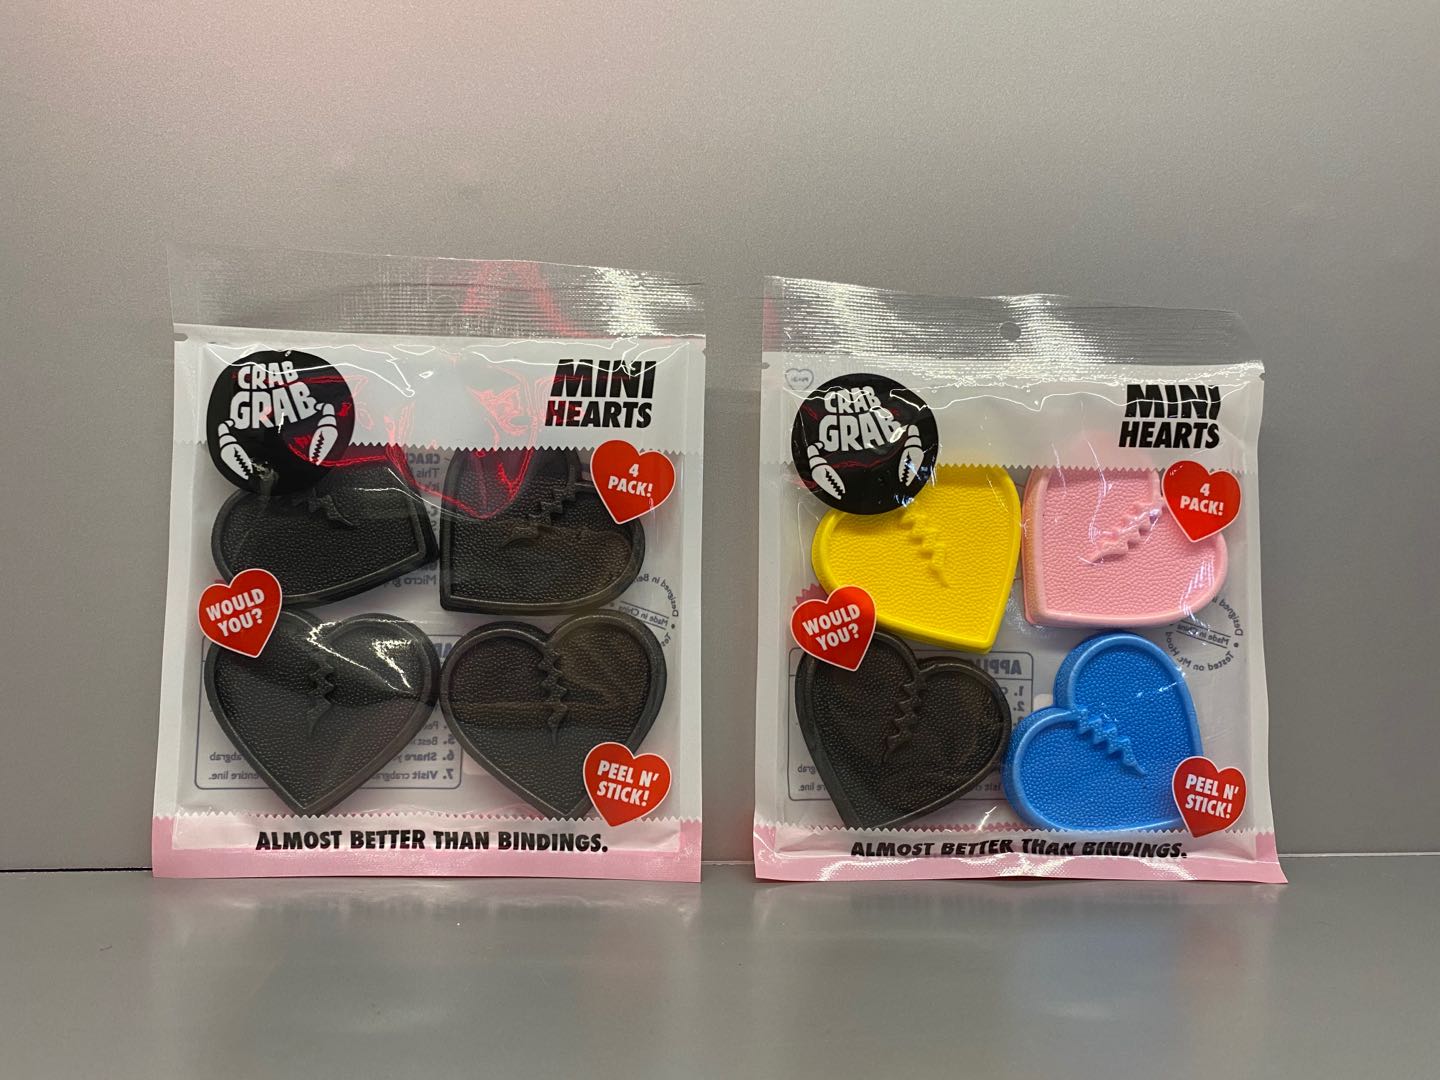 CRAB
GRAB
MINI
HEARTS
4
PACK!
WOULD
YOU?
PEEL N'
STICK!
ALMOST BETTER THAN BINDINGS.
CRAB
GRAB
MINI
HEARTS
4
PACK!
WOULD
YOU?
PEEL N'
STICK!
ALMOST BETTER THAN BINDINGS.